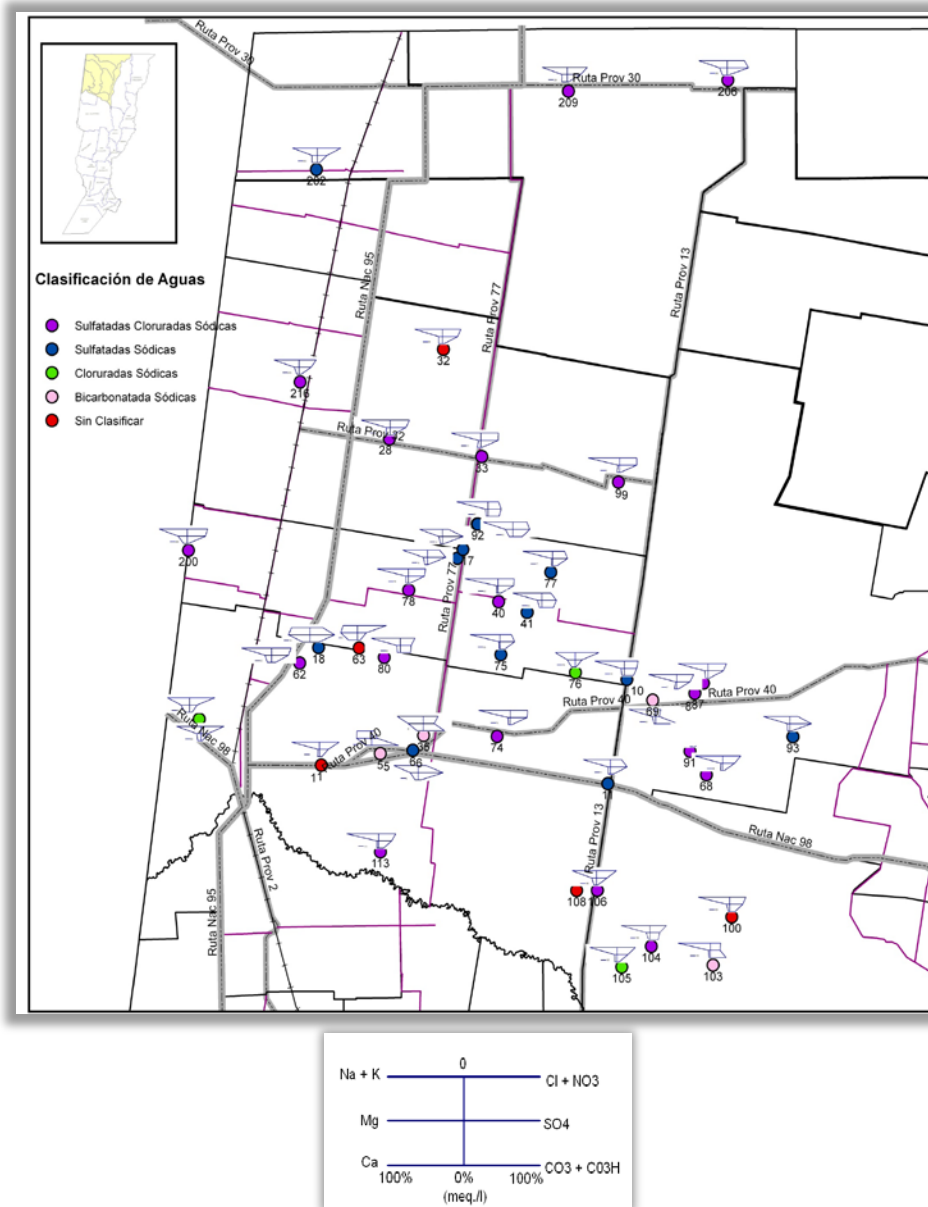 Ruta Prov 30
Ruta Prov 30
209
206
202
Clasificación de Aguas
Sulfatadas Cloruradas Sódicas
Sulfatadas Sódicas
Cloruradas Sódicas
Bicarbonatada Sódicas
Sin Clasificar
Ruta Nac 95
Ruta Prov 77
Ruta Prov 13
32
216
Ruta Prov 32
28
33
99
92
17
200
77
78
40
41
Ruta Prov 77
18
63
80
62
75
76
10
69
87
Ruta Prov 40
Ruta Prov 40
Ruta Nac 98
74
93
91
68
Ruta Prov 40
11
55
66
11
Ruta Prov 13
Ruta Nac 98
Ruta Prov 2
113
Ruta Nac 95
108
106
100
104
105
103
0
Na + K
Cl + NO3
Mg
SO4
Ca
CO3 + C03H
100%
0%
100%
(meq./l)